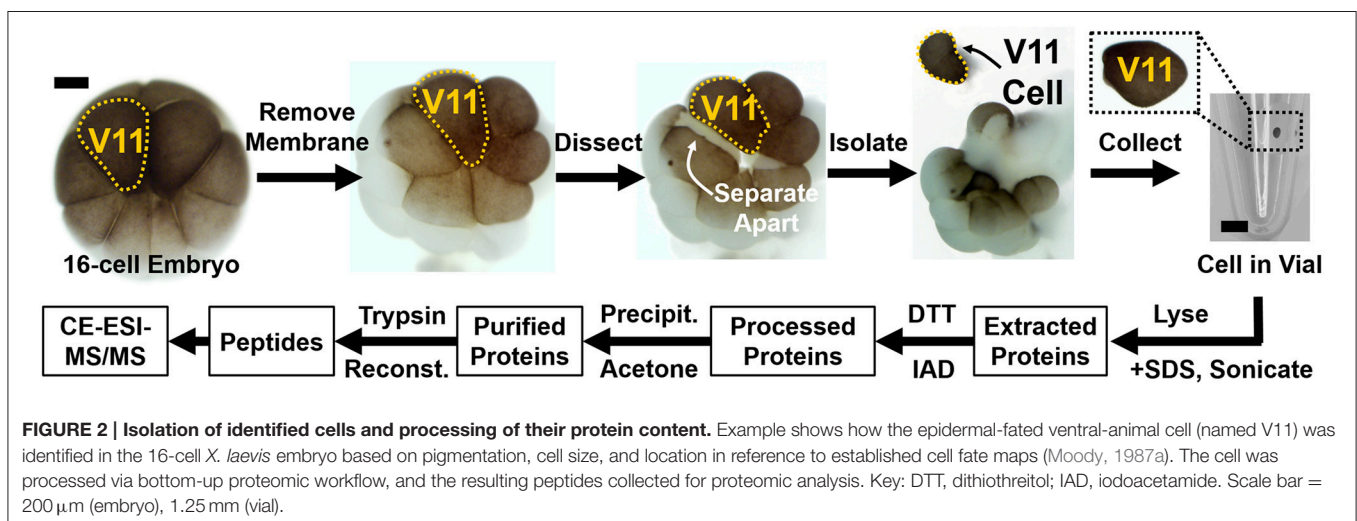 V11
16-cell Embryo
Remove
Membrane
V11
Dissect
V11
Separate
Apart
Isolate
V11
Cell
Collect
V11
Cell in Vial
Lyse
+SDS, Sonicate
Extracted
Proteins
DTT
IAD
Processed
Proteins
Precipit.
Acetone
Purified
Proteins
Trypsin
Reconst.
Peptides
CE-ESI-
MS/MS
FIGURE 2 | Isolation of identified cells and processing of their protein content. Example shows how the epidermal-fated ventral-animal cell (named V11) was
identified in the 16-cell X. laevis embryo based on pigmentation, cell size, and location in reference to established cell fate maps (Moody, 1987a). The cell was
processed via bottom-up proteomic workflow, and the resulting peptides collected for proteomic analysis. Key: DTT, dithiothreitol; IAD, iodoacetamide. Scale bar =
200 μm (embryo), 1.25 mm (vial).